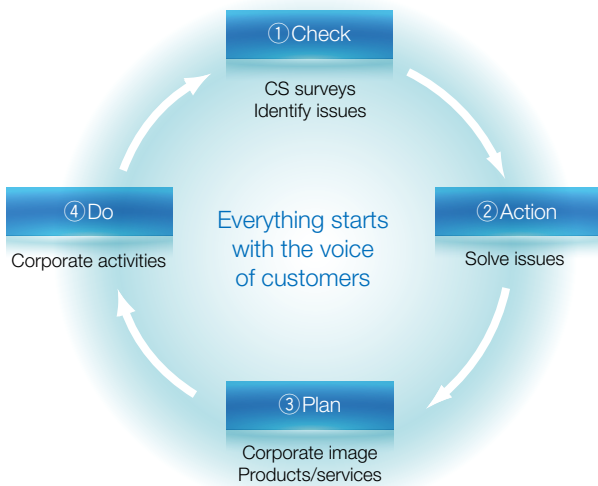 ①Check
CS surveys
Identify issues
②Action
Solve issues
③Plan
Corporate image
Products/services
④Do
Corporate activities
Everything starts
with the voice
of customers